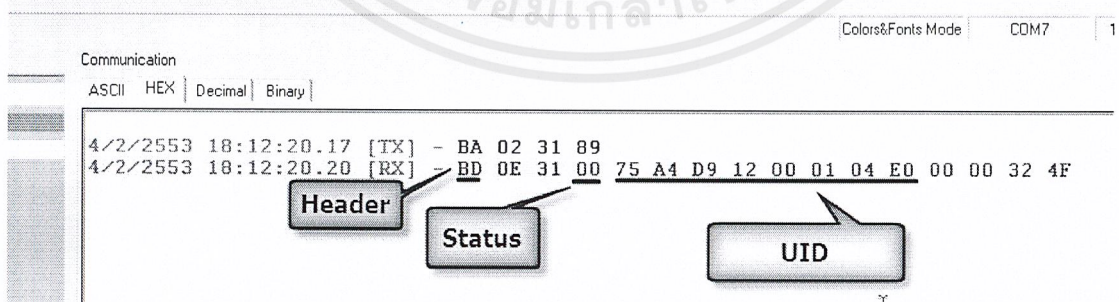 Colors&Fonts Mode COM7 1
Communication
ASCII HEX Decimal Binary
4/2/2553 18:12:20.17 [TX] - BA 02 31 89
4/2/2553 18:12:20.20 [RX] - BD 0E 31 00 75 A4 D9 12 00 01 04 E0 00 00 32 4F
Header
Status
UID